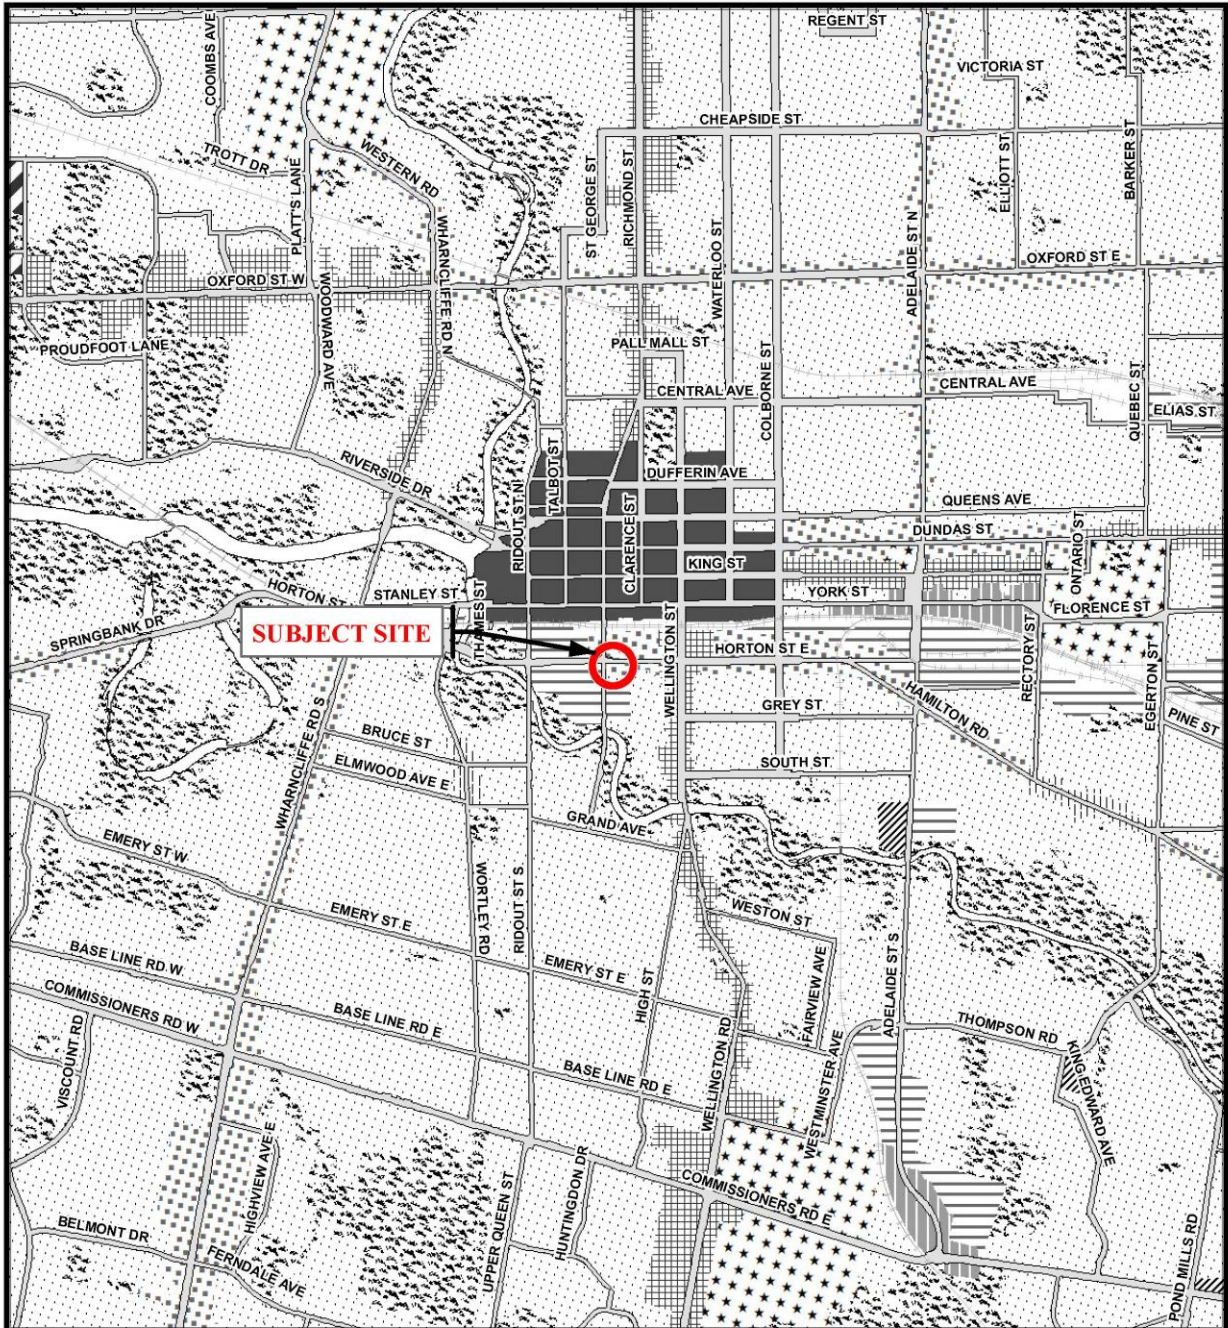 REGENT ST
COOMBS AVE
VICTORIA ST
CHEAPSIDE ST
TROTT DR
WESTERN RD
PLATT'S LANE
ST GEORGE ST
RICHMOND ST
ELLIOTT ST
BARKER ST
WHARNCLIFFE RD N
WATERLOO ST
ADELAIDE ST N
OXFORD ST E
OXFORD ST W
WOODWARD AVE
PROUDFOOT LANE
PALL MALL ST
COLBORNE ST
CENTRAL AVE
CENTRAL AVE
QUEBEC ST
ELIAS ST
RIVERSIDE DR
TALBOT ST
DUFFERIN AVE
RIDOUT ST N
CLARENCE ST
QUEENS AVE
DUNDAS ST
ONTARIO ST
KING ST
HORTON ST
STANLEY ST
YORK ST
FLORENCE ST
SPRINGBANK DR
SUBJECT SITE
THAMES ST
WELLINGTON ST
HORTON ST E
RECTORY ST
EGERTON ST
HAMILTON RD
GREY ST
PINE ST
BRUCE ST
ELMWOOD AVE E
SOUTH ST
WHARNCLIFFE RD S
GRAND AVE
EMERY ST W
WORTLEY RD
RIDOUT ST S
WESTON ST
EMERY ST E
BASE LINE RD W
EMERY ST E
FAIRVIEW AVE
ADELAIDE ST S
COMMISSIONERS RD W
HIGH ST
BASE LINE RD E
THOMPSON RD
VISCOUNT RD
WELLINGTON RD
KING EDWARD AVE
BASE LINE RD E
WESTMINSTER AVE
HIGHVIEW AVE E
HUNTINGDON DR
COMMISSIONERS RD E
UPPER QUEEN ST
BELMONT DR
FERNDALE AVE
POND MILLS RD